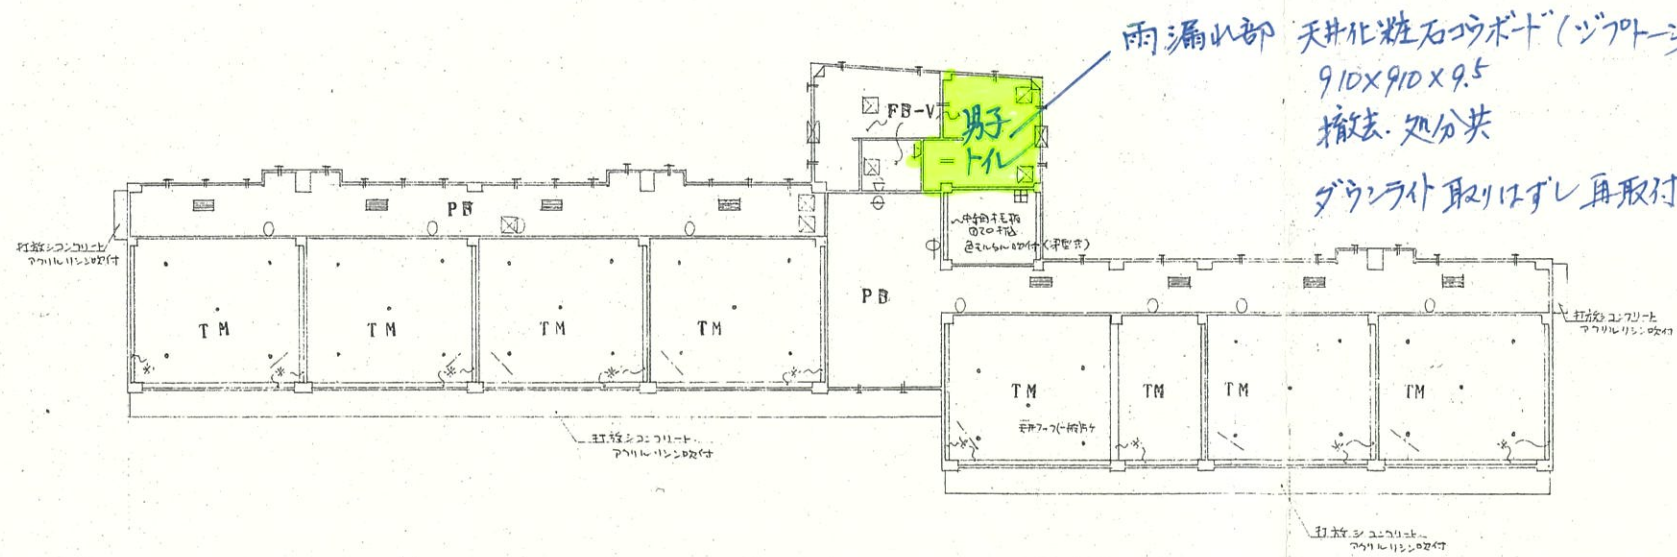 雨漏れ部 天井化粧石コウボード(ジプトーン
910×910×9.5
撤去.処分共
ダウンライト取りはずし再取付
FB-V
男子
トイレ
PB
打放シコンクリート
アクリルリシン吹付
PB
TM
TM
TM
TM
打放シコンクリート
アクリルリシン吹付
TM
TM
TM
TM
打放シコンクリート
アクリルリシン吹付
打放シコンクリート
アクリルリシン吹付